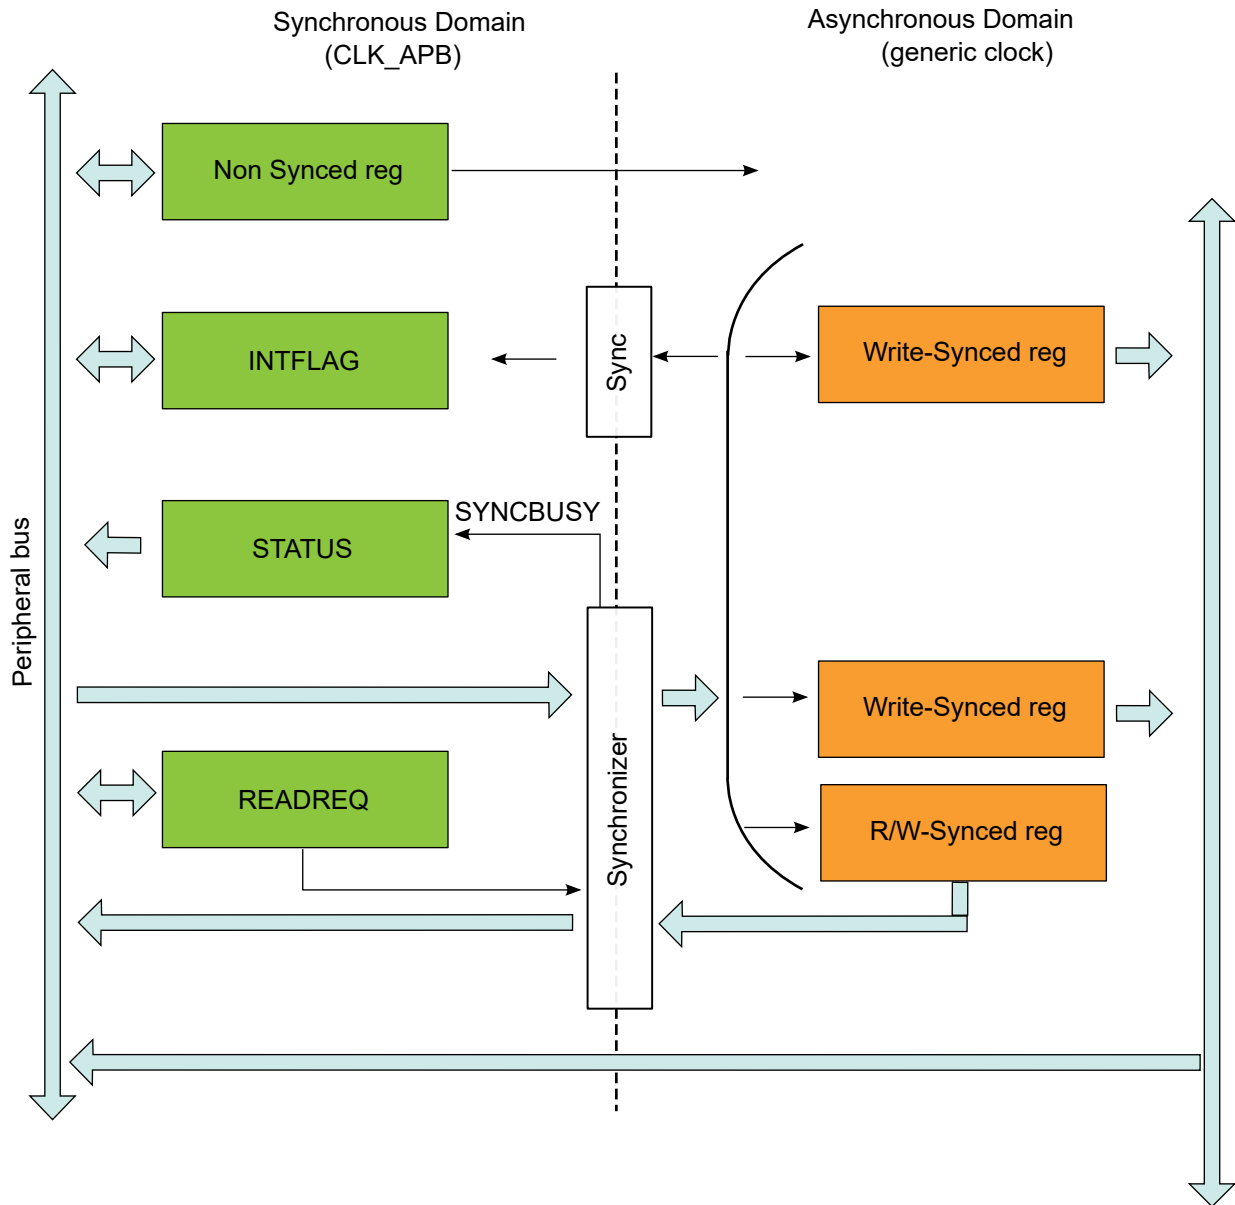 Synchronous Domain
(CLK_APB)
Asynchronous Domain
(generic clock)
Non Synced reg
INTFLAG
Sync
Write-Synced reg
SYNCBUSY
STATUS
Peripheral bus
Write-Synced reg
Synchronizer
READREQ
R/W-Synced reg